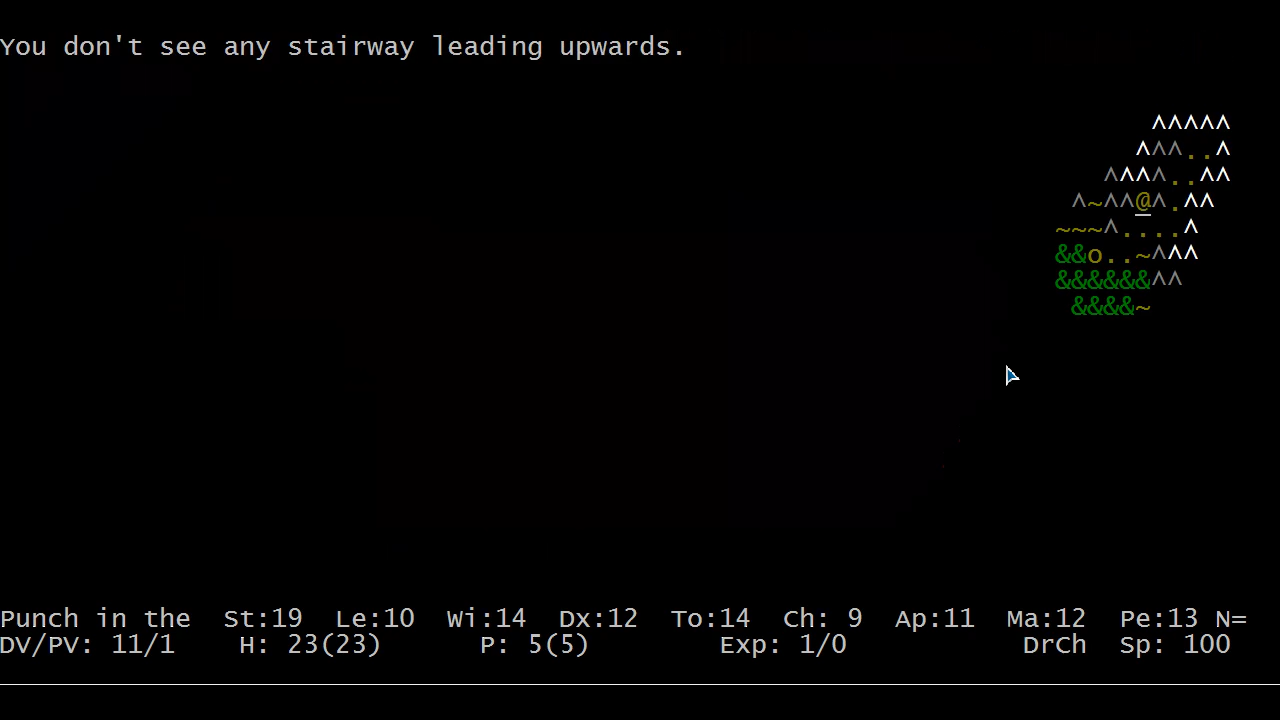 You don't see any stairway leading upwards.
^^^^^
^^^..^
^^^^..^^
^~^^@^.^^
~~~^....^
&&o..~^^^
&&&&&&^^
&&&&~
Punch in the St:19 Le:10 Wi:14 Dx:12 To:14 Ch: 9 Ap:11 Ma:12 Pe:13 N=
DV/PV: 11/1 H: 23(23) P: 5(5) Exp: 1/0 DrCh Sp: 100